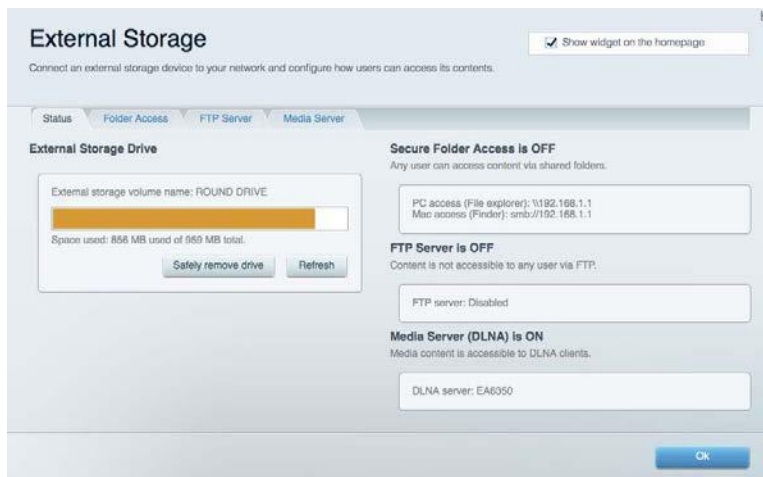 External Storage
Show widget on the homepage
Connect an external storage device to your network and configure how users can access its contents.
Status
Folder Access
FTP Server
Media Server
External Storage Drive
External storage volume name: ROUND DRIVE
Space used: 856 MB used of 959 MB total.
Safely remove drive
Refresh
Secure Folder Access is OFF
Any user can access content via shared folders.
PC access (File explorer): \\192.168.1.1
Mac access (Finder): smb://192.168.1.1
FTP Server is OFF
Content is not accessible to any user via FTP.
FTP server: Disabled
Media Server (DLNA) is ON
Media content is accessible to DLNA clients.
DLNA server: EA6350
Ok